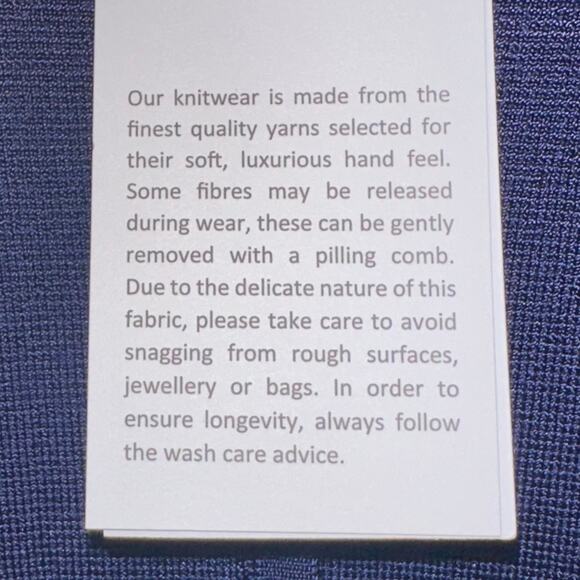 Our knitwear is made from the
finest quality yarns selected for
their soft, luxurious hand feel.
Some fibres may be released
during wear, these can be gently
removed with a pilling comb.
Due to the delicate nature of this
fabric, please take care to avoid
snagging from rough surfaces,
jewellery or bags. In order to
ensure longevity, always follow
the wash care advice.